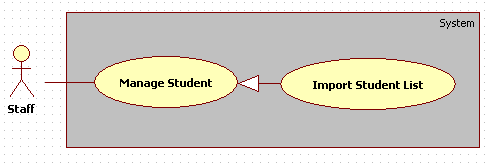 System
Manage Student
Import Student List
Staff